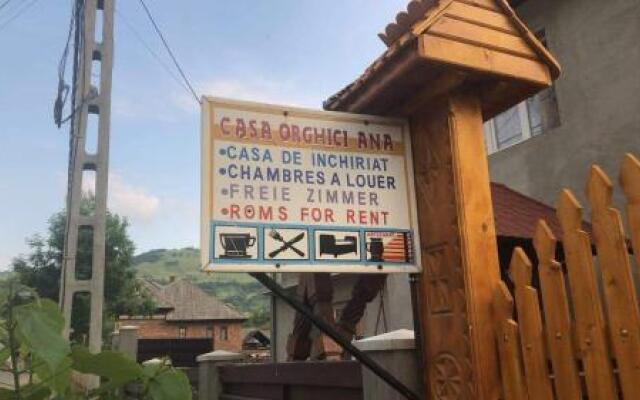 CASA ORGHICI ANA
•CASA DE INCHIRIAT
•CHAMBRES A LOUER
•FREIE ZIMMER
•ROMS FOR RENT